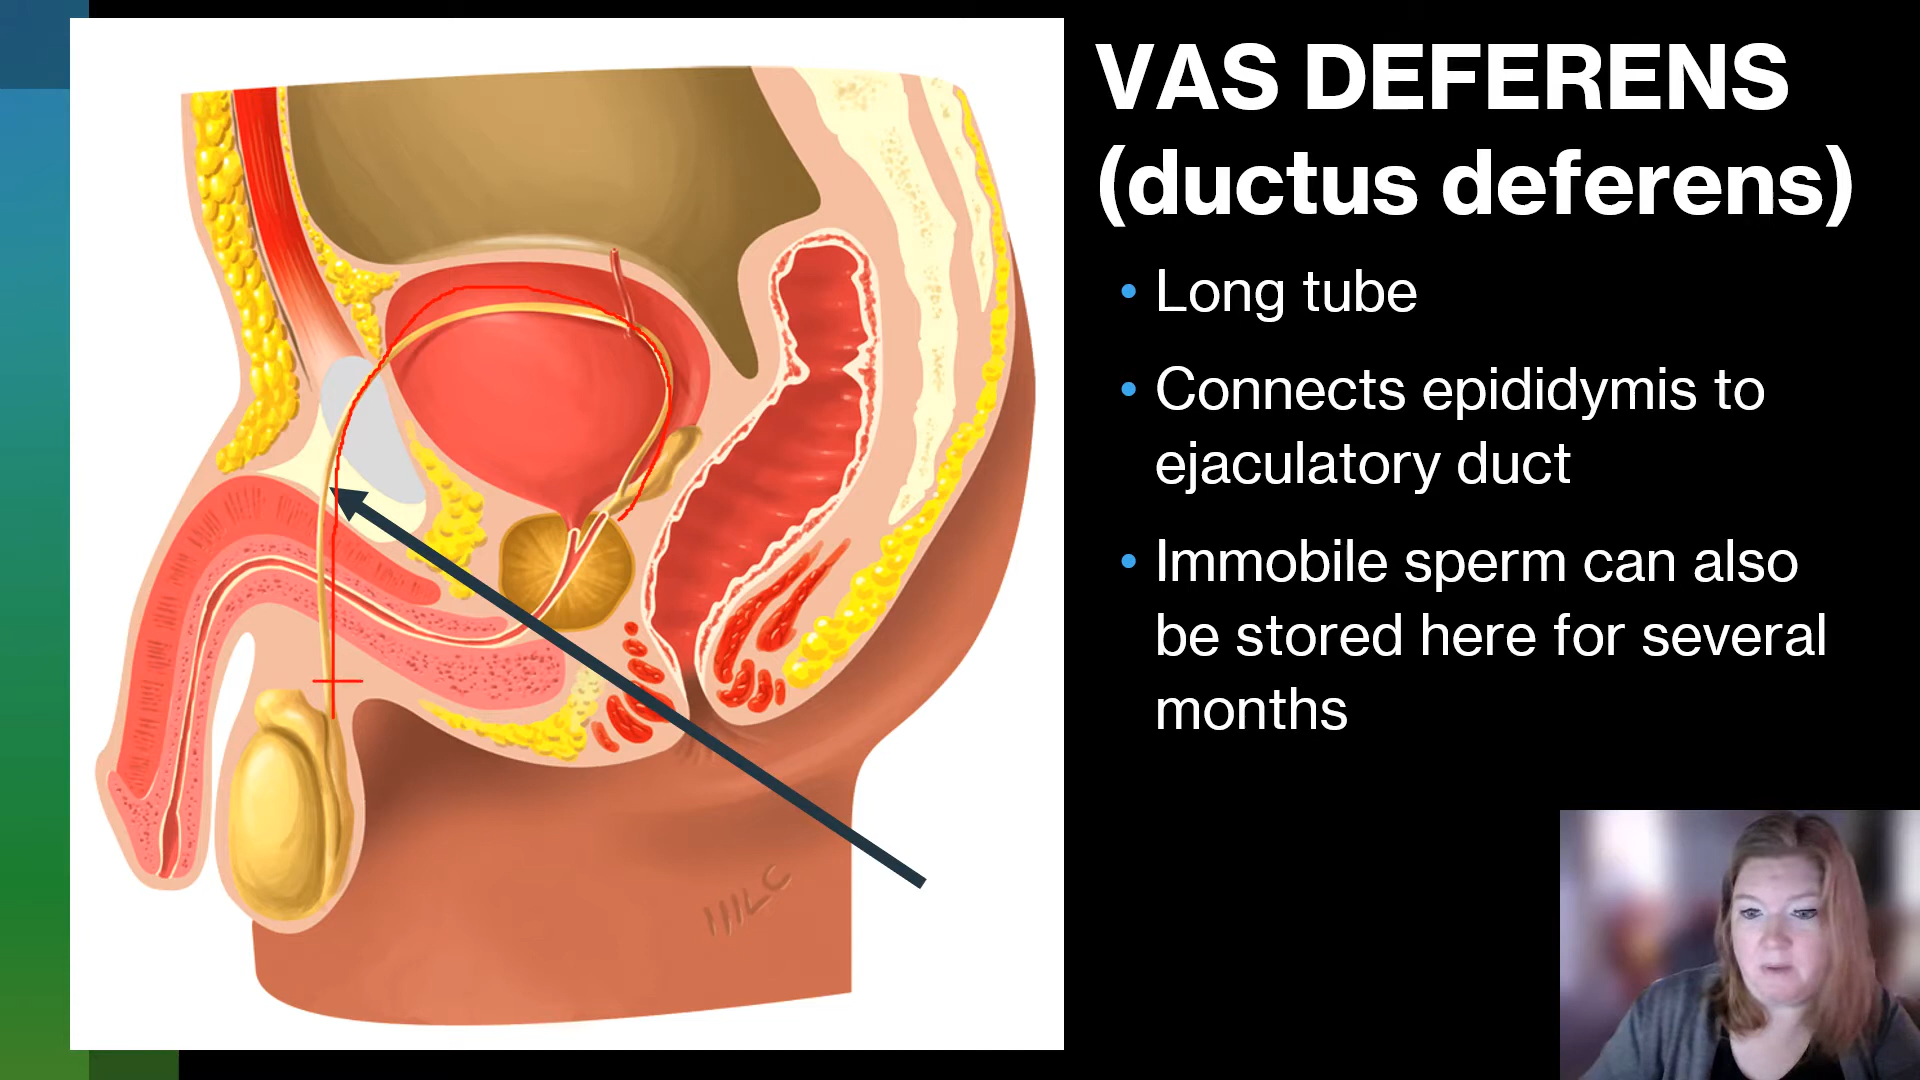 VAS DEFERENS
(ductus deferens)
• Long tube
• Connects epididymis to
ejaculatory duct
• Immobile sperm can also
be stored here for several
months